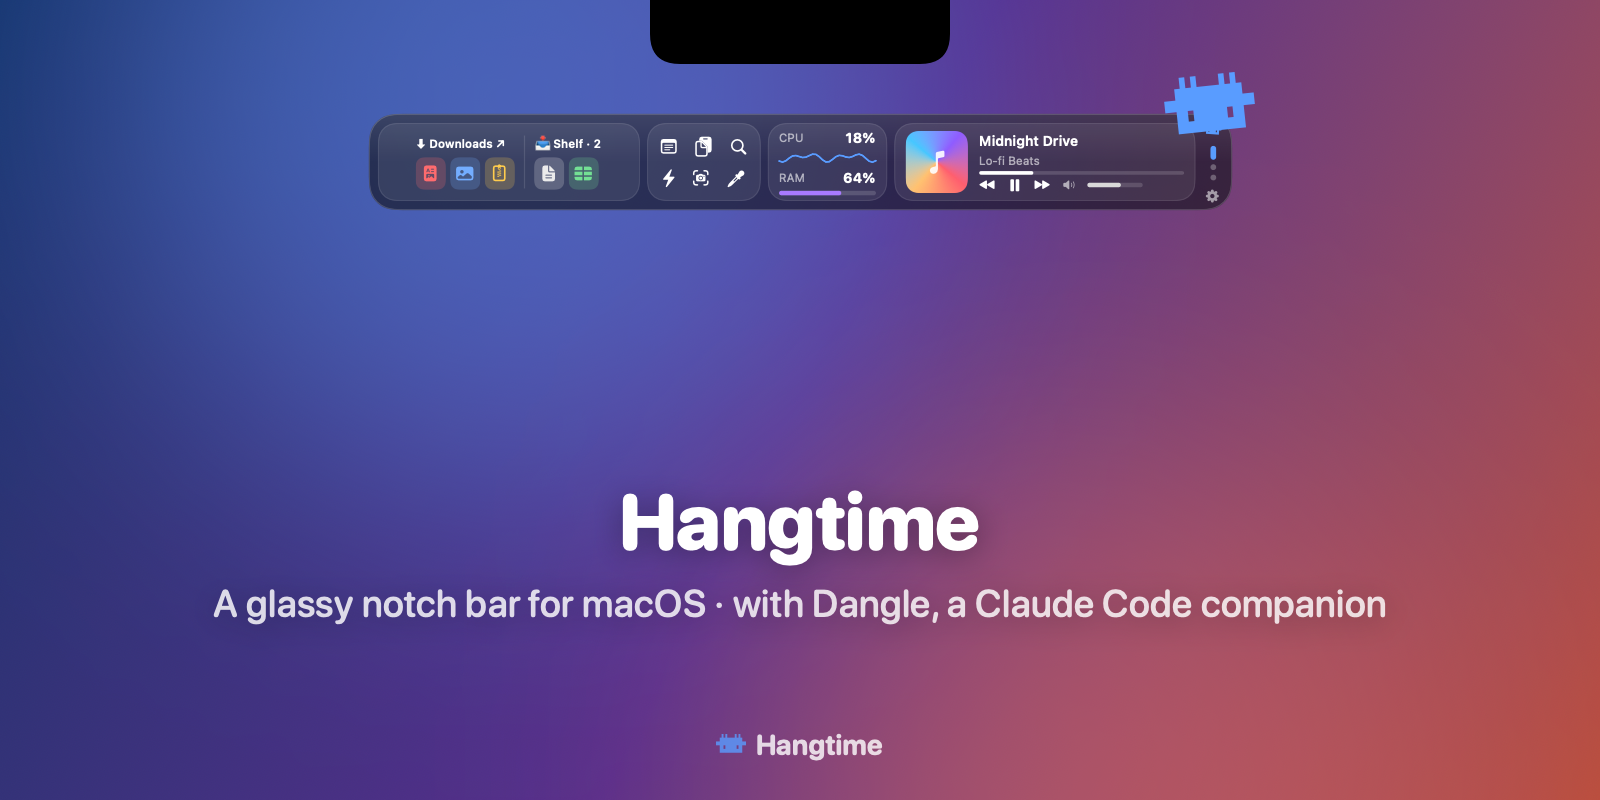 Downloads
Shelf · 2
CPU 18%
RAM 64%
Midnight Drive
Lo-fi Beats
Hangtime
A glassy notch bar for macOS · with Dangle, a Claude Code companion
Hangtime